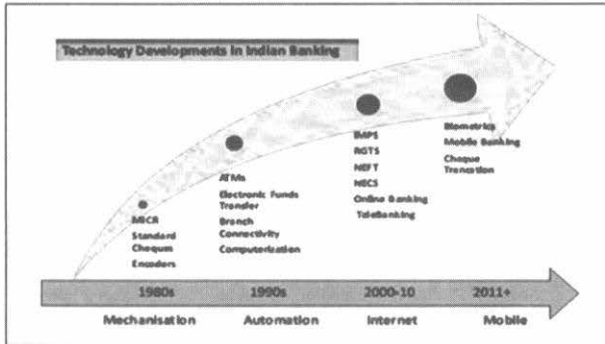 Technology Developments In Indian Banking
MICR
Standard
Cheques
Encoders
ATMs
Electronic Funds
Transfer
Branch
Connectivity
Computerization
IMPS
RGTS
NEFT
NECS
Online Banking
TeleBanking
Biometrics
Mobile Banking
Cheque
Truncation
1980s
1990s
2000-10
2011+
Mechanisation
Automation
Internet
Mobile